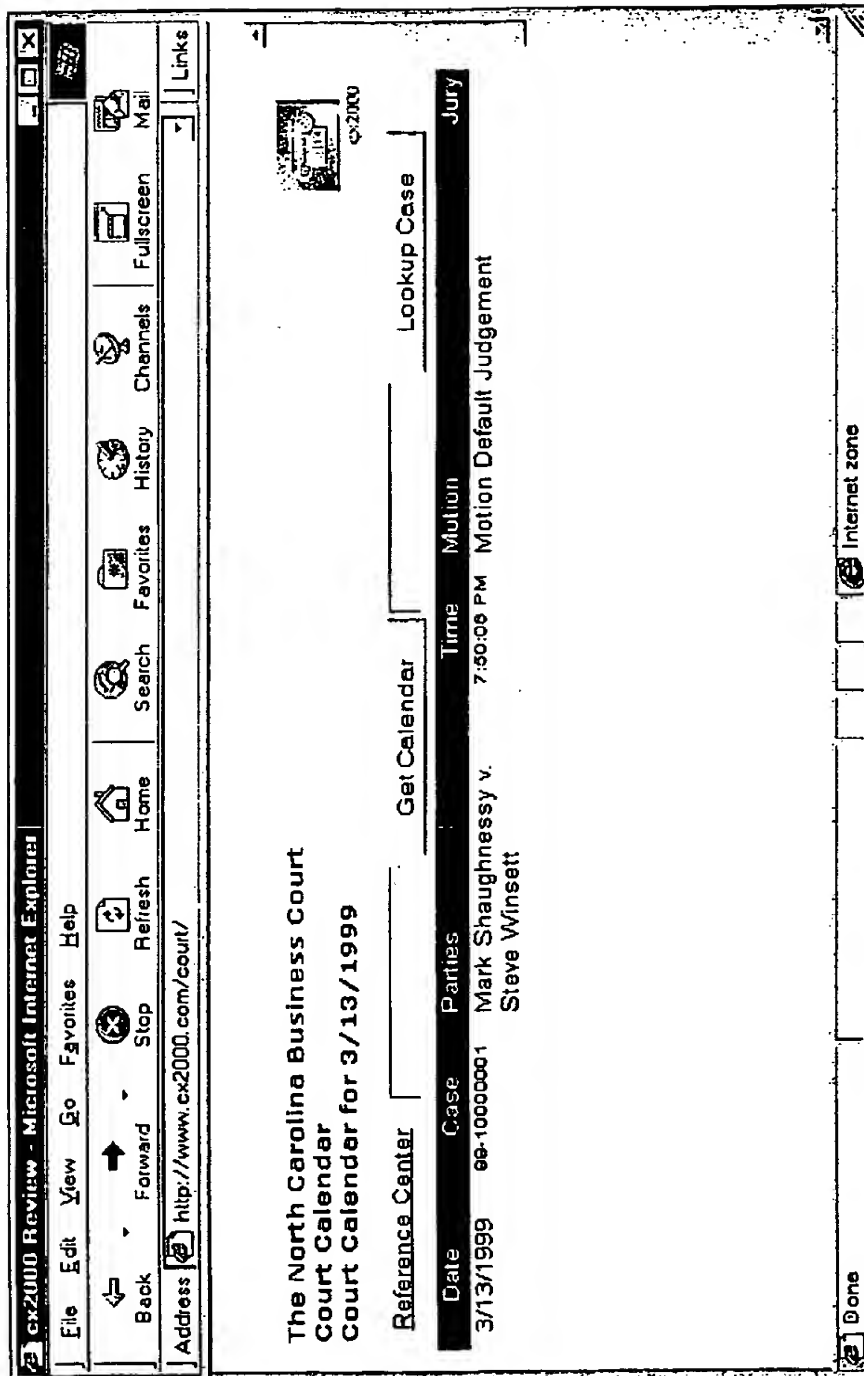 cx2000 Review - Microsoft Internet Explorer
File Edit View Go Favorites Help
Back Forward Stop Refresh Home Search Favorites History Channels Fullscreen Mail
Address http://www.cx2000.com/court/ Links
cx2000
The North Carolina Business Court
Court Calendar
Court Calendar for 3/13/1999
Reference Center Get Calendar Lookup Case
Date Case Parties Time Motion Jury
3/13/1999 99-10000001 Mark Shaughnessy v. 7:50:08 PM Motion Default Judgement
Steve Winsett
Done Internet zone